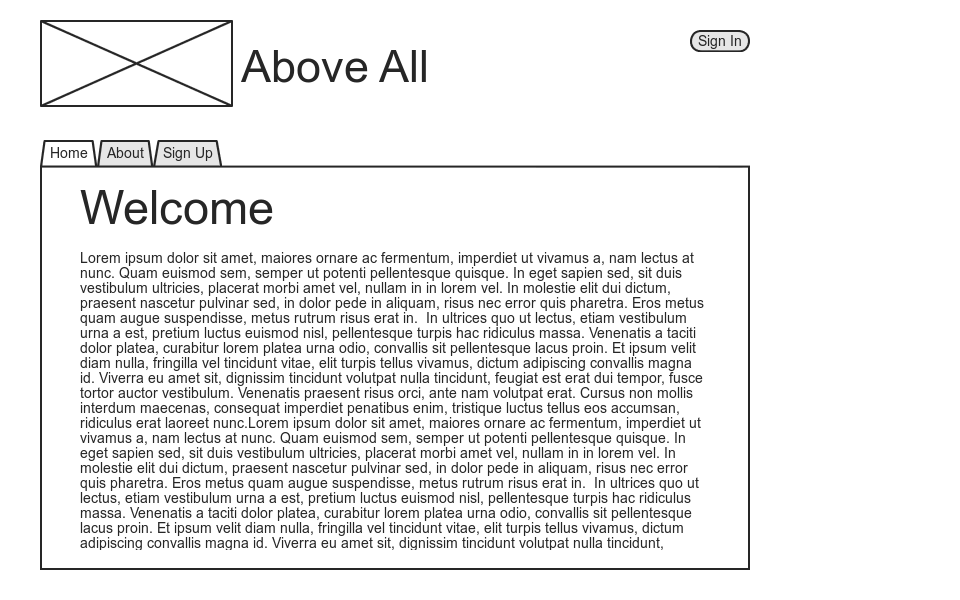 Above All
Sign In
Home
About
Sign Up
Welcome
Lorem ipsum dolor sit amet, maiores ornare ac fermentum, imperdiet ut vivamus a, nam lectus at
nunc. Quam euismod sem, semper ut potenti pellentesque quisque. In eget sapien sed, sit duis
vestibulum ultricies, placerat morbi amet vel, nullam in in lorem vel. In molestie elit dui dictum,
praesent nascetur pulvinar sed, in dolor pede in aliquam, risus nec error quis pharetra. Eros metus
quam augue suspendisse, metus rutrum risus erat in.  In ultrices quo ut lectus, etiam vestibulum
urna a est, pretium luctus euismod nisl, pellentesque turpis hac ridiculus massa. Venenatis a taciti
dolor platea, curabitur lorem platea urna odio, convallis sit pellentesque lacus proin. Et ipsum velit
diam nulla, fringilla vel tincidunt vitae, elit turpis tellus vivamus, dictum adipiscing convallis magna
id. Viverra eu amet sit, dignissim tincidunt volutpat nulla tincidunt, feugiat est erat dui tempor, fusce
tortor auctor vestibulum. Venenatis praesent risus orci, ante nam volutpat erat. Cursus non mollis
interdum maecenas, consequat imperdiet penatibus enim, tristique luctus tellus eos accumsan,
ridiculus erat laoreet nunc.Lorem ipsum dolor sit amet, maiores ornare ac fermentum, imperdiet ut
vivamus a, nam lectus at nunc. Quam euismod sem, semper ut potenti pellentesque quisque. In
eget sapien sed, sit duis vestibulum ultricies, placerat morbi amet vel, nullam in in lorem vel. In
molestie elit dui dictum, praesent nascetur pulvinar sed, in dolor pede in aliquam, risus nec error
quis pharetra. Eros metus quam augue suspendisse, metus rutrum risus erat in.  In ultrices quo ut
lectus, etiam vestibulum urna a est, pretium luctus euismod nisl, pellentesque turpis hac ridiculus
massa. Venenatis a taciti dolor platea, curabitur lorem platea urna odio, convallis sit pellentesque
lacus proin. Et ipsum velit diam nulla, fringilla vel tincidunt vitae, elit turpis tellus vivamus, dictum
adipiscing convallis magna id. Viverra eu amet sit, dignissim tincidunt volutpat nulla tincidunt,